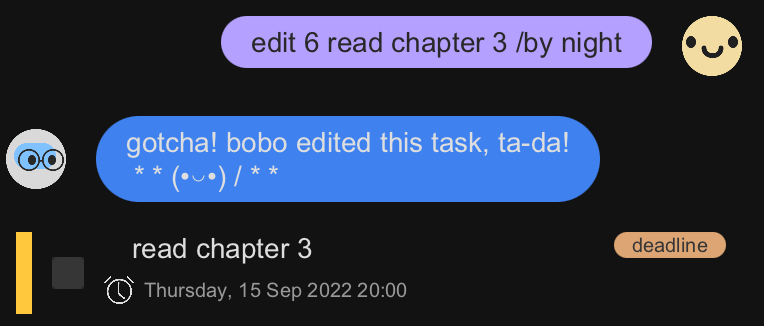 edit 6 read chapter 3 /by night
gotcha! bobo edited this task, ta-da!
* * (•◡•) / * *
read chapter 3
deadline
Thursday, 15 Sep 2022 20:00